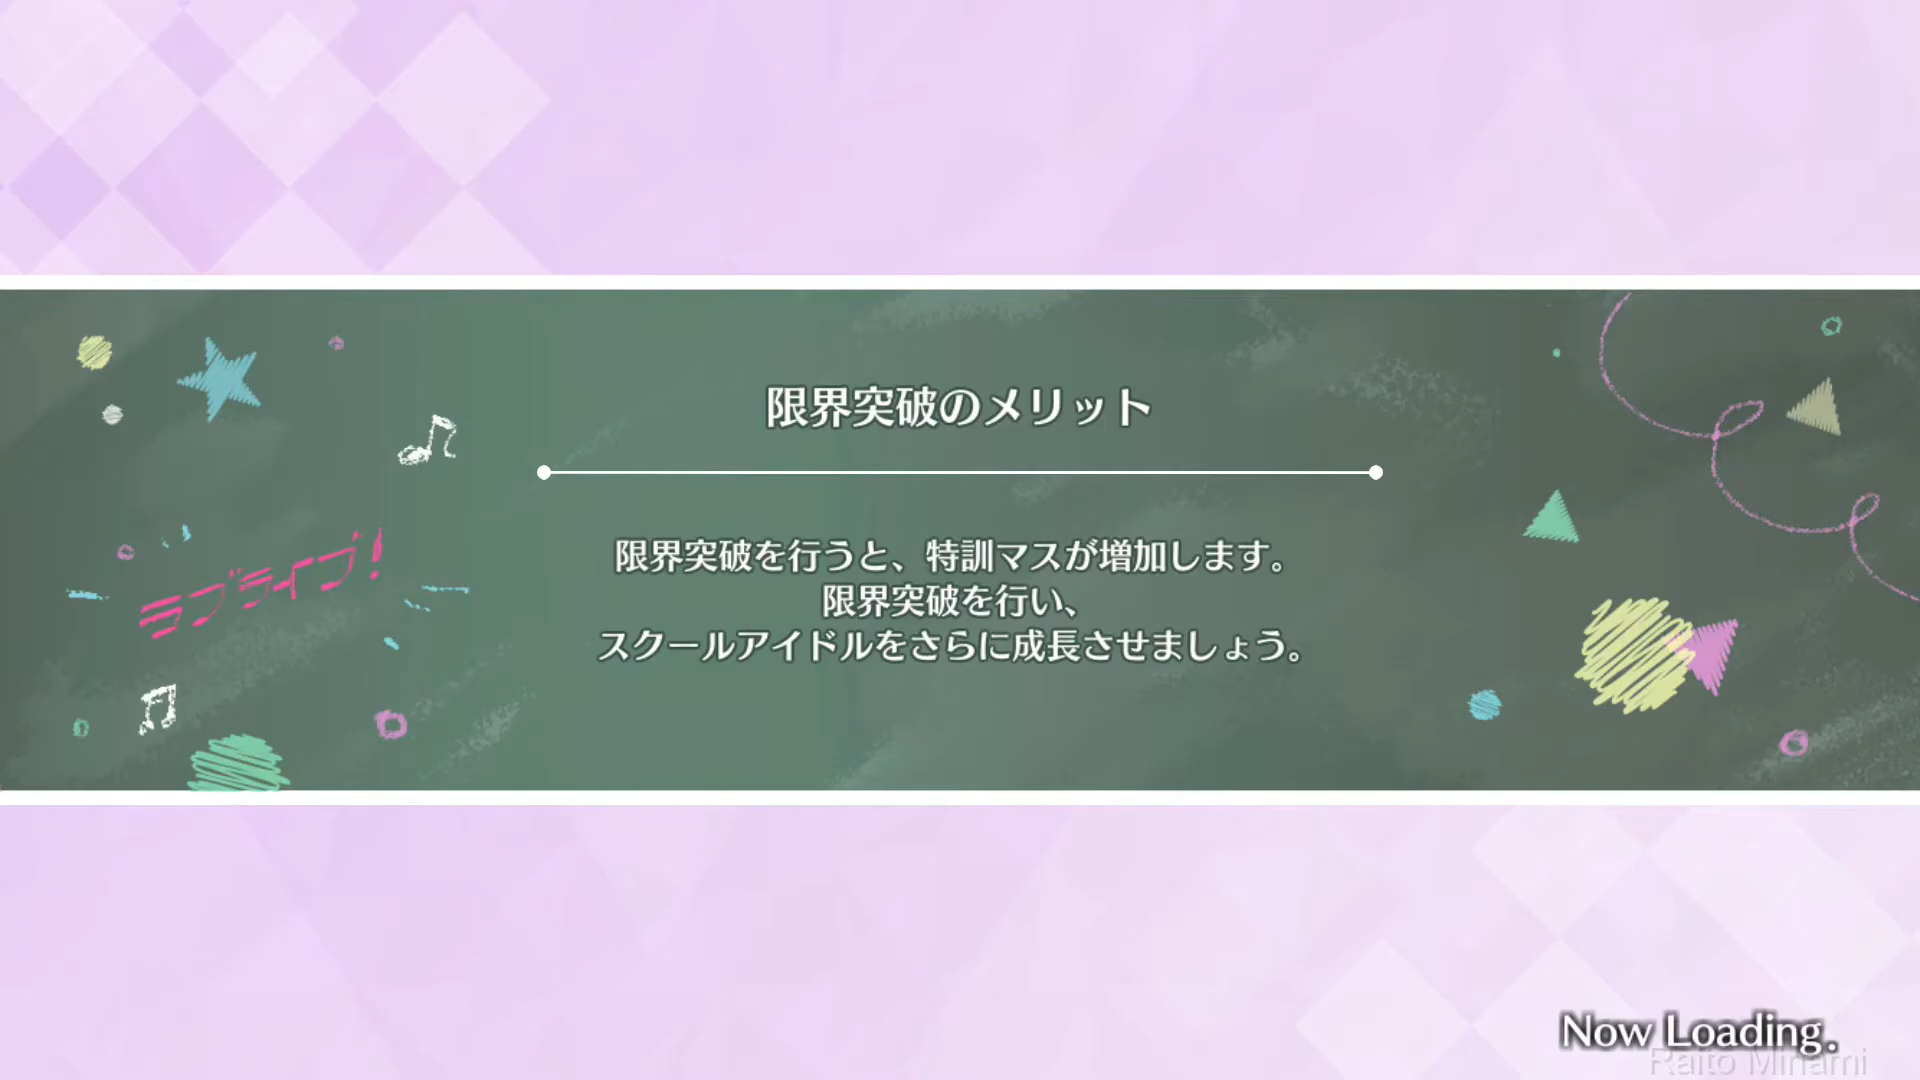 限界突破のメリット
限界突破を行うと、特訓マスが増加します。
限界突破を行い、
スクールアイドルをさらに成長させましょう。
ラブライブ!
Now Loading.
Raito Minami